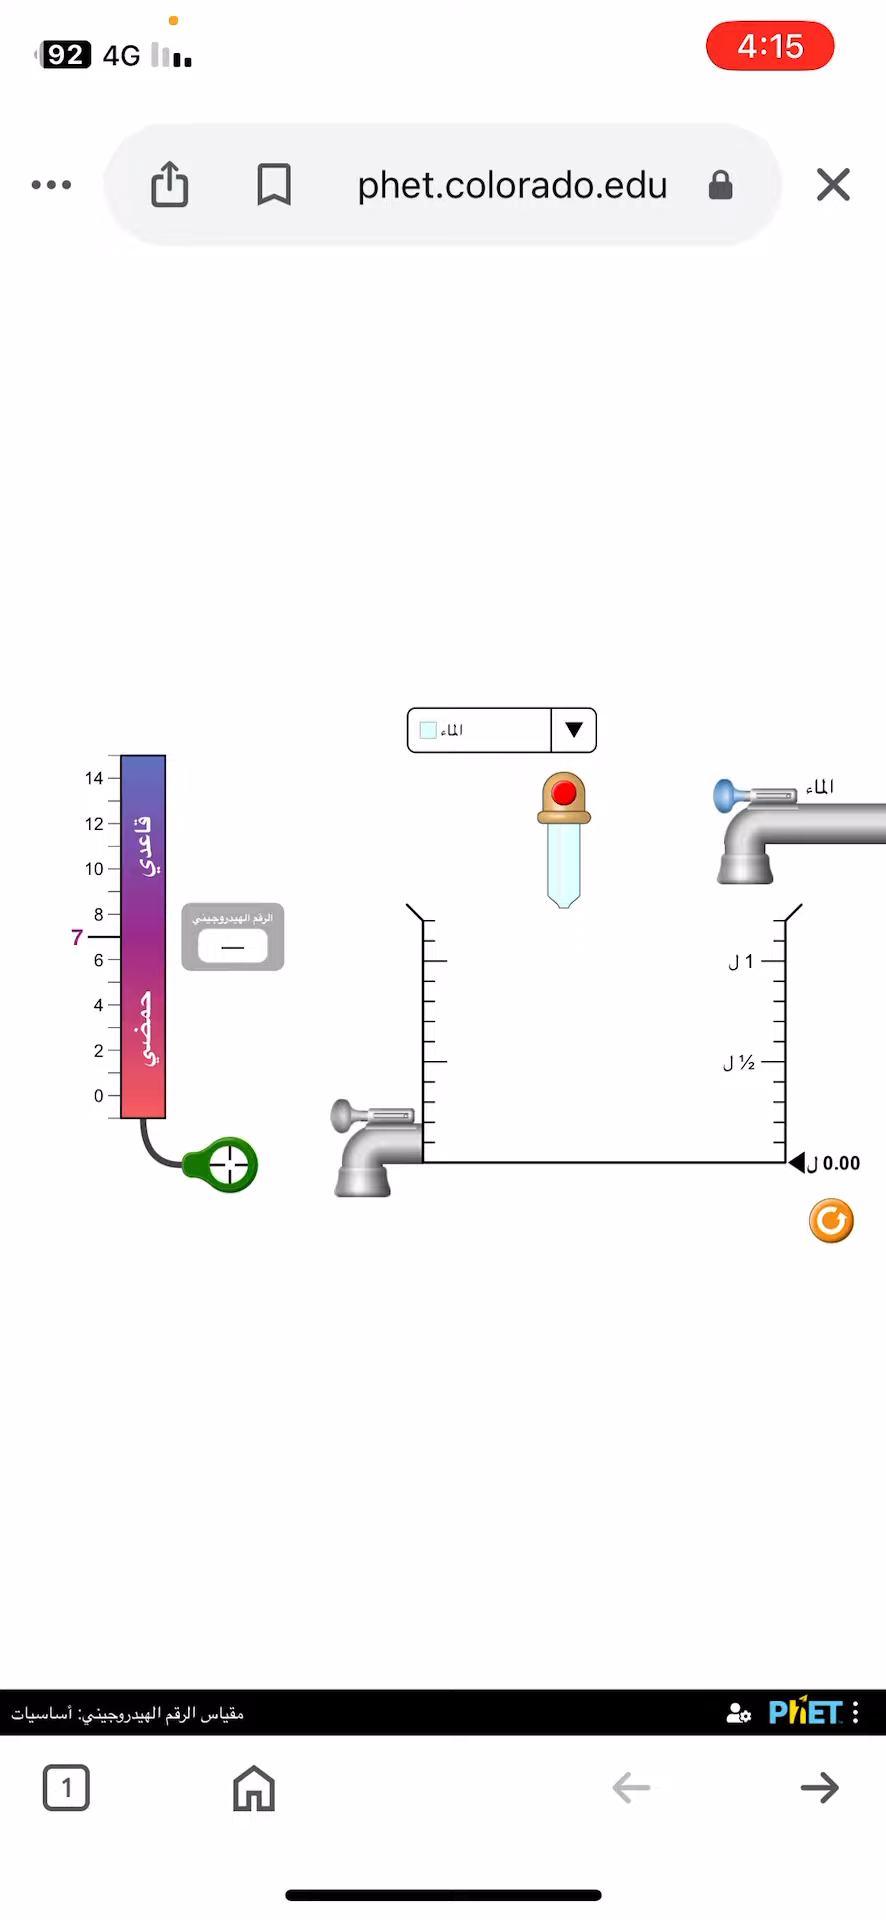 92 4G 4:15
phet.colorado.edu
الماء
الماء
14
12
10
8
7
6
4
2
0
قاعدي
حمضي
الرقم الهيدروجيني
—
1 ل
½ ل
0.00 ل
مقياس الرقم الهيدروجيني: أساسيات
PhET
1